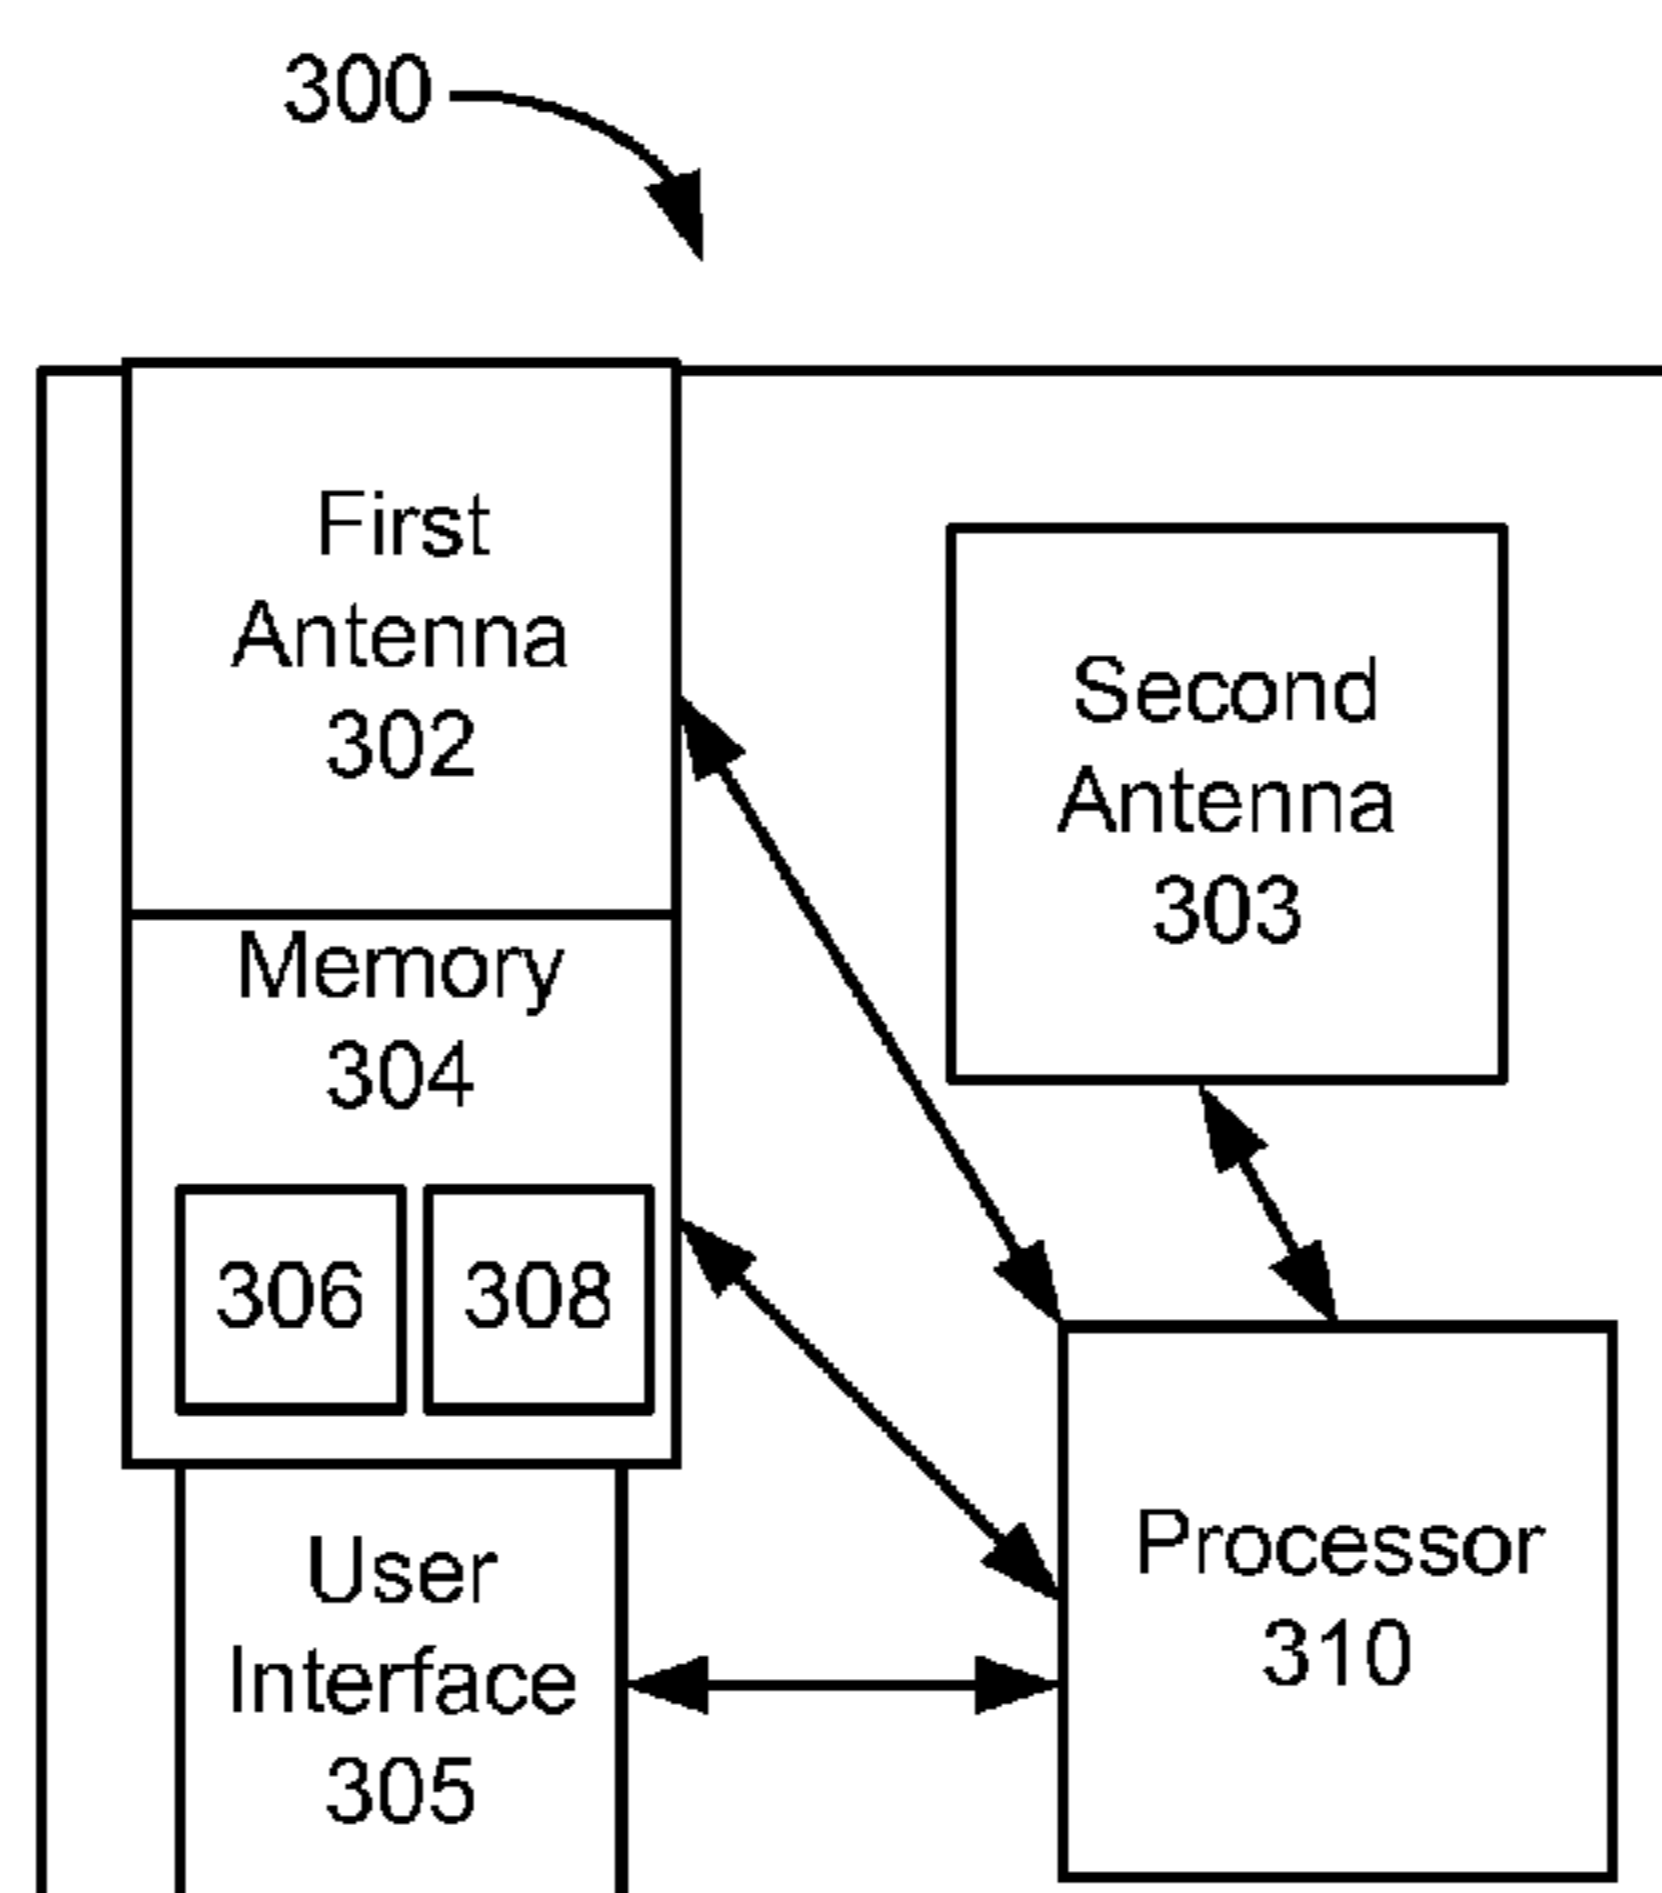 300
First
Antenna
302
Second
Antenna
303
Memory
304
306
308
User
Interface
305
Processor
310